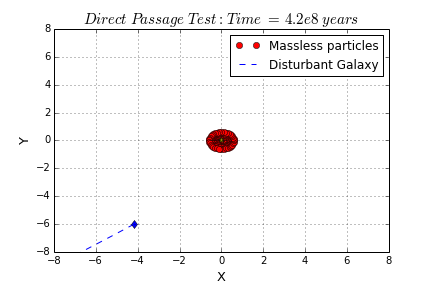 Direct Passage Test: Time = 4.2e8 years
Massless particles
Disturbant Galaxy
8
6
4
2
0
−2
−4
−6
−8
Y
−8 −6 −4 −2 0 2 4 6 8
X